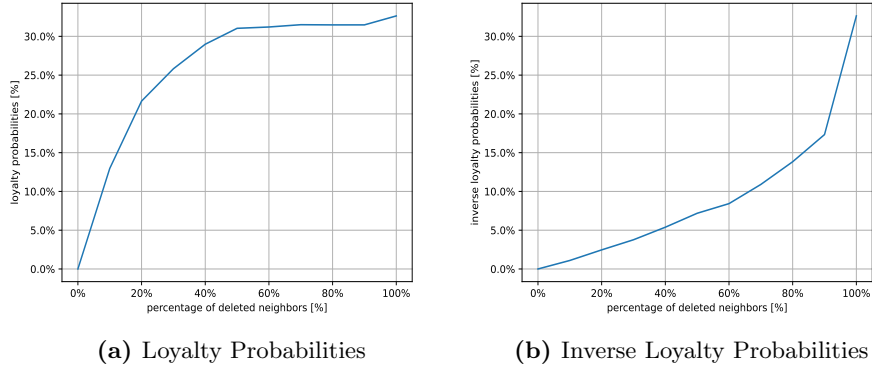 30.0%
25.0%
20.0%
15.0%
10.0%
5.0%
0.0%
loyalty probabilities [%]
0% 20% 40% 60% 80% 100%
percentage of deleted neighbors [%]
(a) Loyalty Probabilities
30.0%
25.0%
20.0%
15.0%
10.0%
5.0%
0.0%
inverse loyalty probabilities [%]
0% 20% 40% 60% 80% 100%
percentage of deleted neighbors [%]
(b) Inverse Loyalty Probabilities